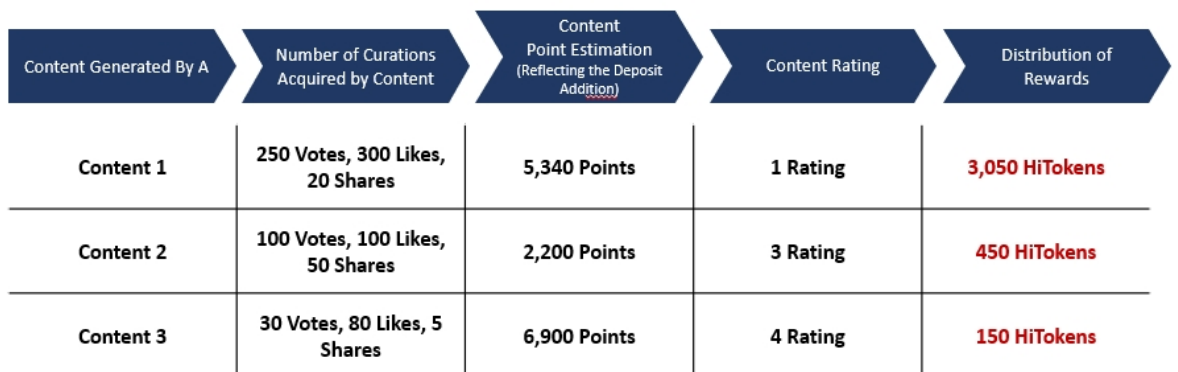 Content Generated By A
Number of Curations
Acquired by Content
Content
Point Estimation
(Reflecting the Deposit
Addition)
Content Rating
Distribution of
Rewards
Content 1
250 Votes, 300 Likes,
20 Shares
5,340 Points
1 Rating
3,050 HiTokens
Content 2
100 Votes, 100 Likes,
50 Shares
2,200 Points
3 Rating
450 HiTokens
Content 3
30 Votes, 80 Likes, 5
Shares
6,900 Points
4 Rating
150 HiTokens